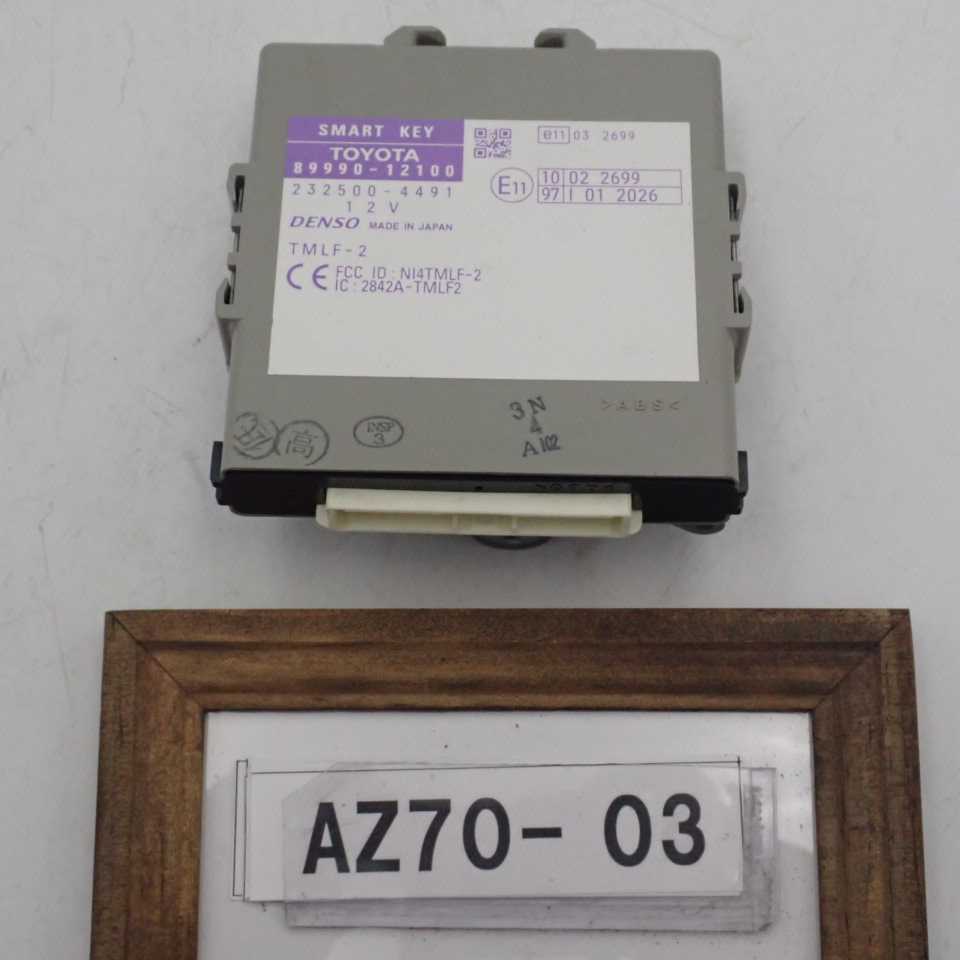 SMART KEY
TOYOTA
89990-12100
232500-4491
12V
DENSO MADE IN JAPAN
TMLF-2
CE FCC ID : NI4TMLF-2
IC : 2842A-TMLF2
e11 03 2699
E11
10 02 2699
97 I 01 2026
>ABS<
高
INSP
3
3N
4
A102
AZ70-03